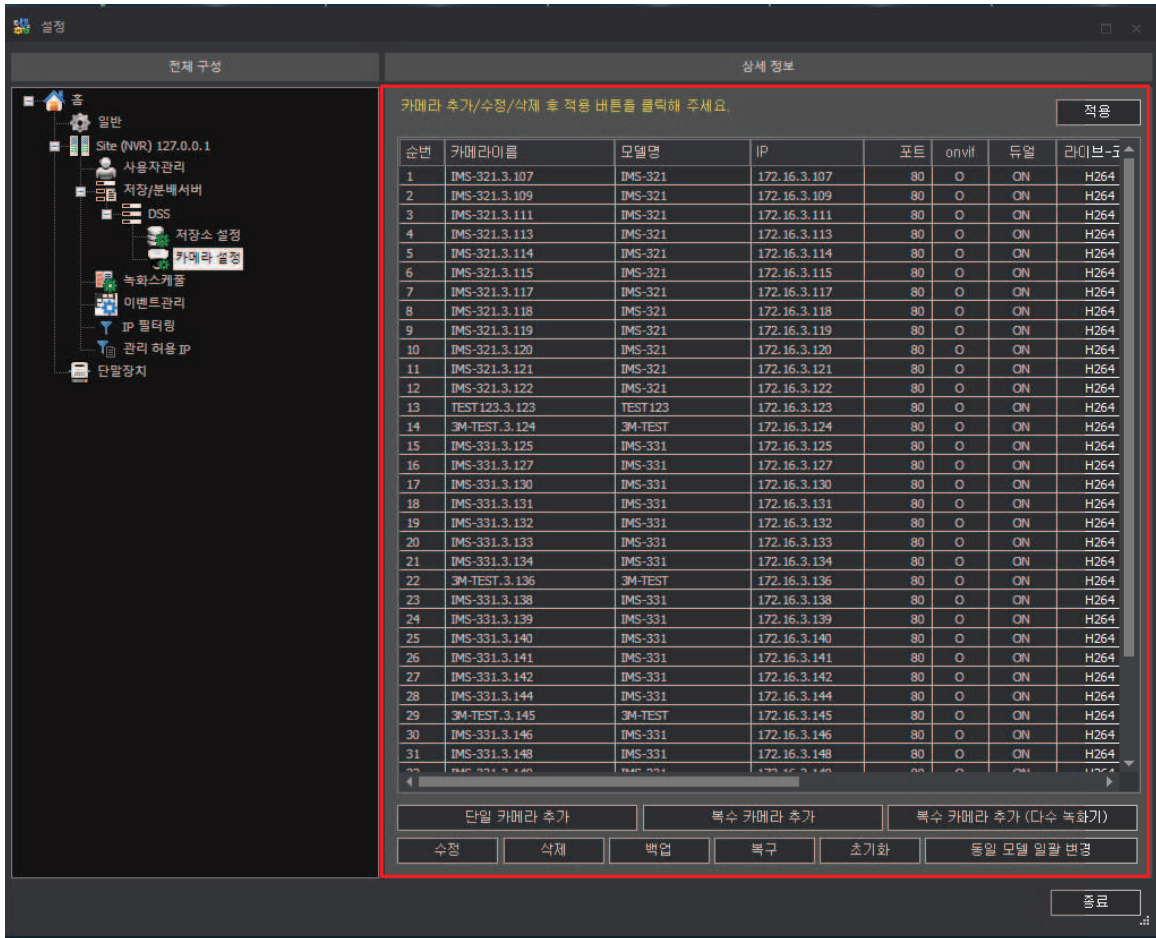 설정
전체 구성
상세 정보
홈
일반
Site (NVR) 127.0.0.1
사용자관리
저장/분배서버
DSS
저장소 설정
카메라 설정
녹화스케쥴
이벤트관리
IP 필터링
관리 허용 IP
단말장치
카메라 추가/수정/삭제 후 적용 버튼을 클릭해 주세요.
적용
순번 카메라이름 모델명 IP 포트 onvif 듀얼 라이브-코
1 IMS-321.3.107 IMS-321 172.16.3.107 80 O ON H264
2 IMS-321.3.109 IMS-321 172.16.3.109 80 O ON H264
3 IMS-321.3.111 IMS-321 172.16.3.111 80 O ON H264
4 IMS-321.3.113 IMS-321 172.16.3.113 80 O ON H264
5 IMS-321.3.114 IMS-321 172.16.3.114 80 O ON H264
6 IMS-321.3.115 IMS-321 172.16.3.115 80 O ON H264
7 IMS-321.3.117 IMS-321 172.16.3.117 80 O ON H264
8 IMS-321.3.118 IMS-321 172.16.3.118 80 O ON H264
9 IMS-321.3.119 IMS-321 172.16.3.119 80 O ON H264
10 IMS-321.3.120 IMS-321 172.16.3.120 80 O ON H264
11 IMS-321.3.121 IMS-321 172.16.3.121 80 O ON H264
12 IMS-321.3.122 IMS-321 172.16.3.122 80 O ON H264
13 TEST123.3.123 TEST123 172.16.3.123 80 O ON H264
14 3M-TEST.3.124 3M-TEST 172.16.3.124 80 O ON H264
15 IMS-331.3.125 IMS-331 172.16.3.125 80 O ON H264
16 IMS-331.3.127 IMS-331 172.16.3.127 80 O ON H264
17 IMS-331.3.130 IMS-331 172.16.3.130 80 O ON H264
18 IMS-331.3.131 IMS-331 172.16.3.131 80 O ON H264
19 IMS-331.3.132 IMS-331 172.16.3.132 80 O ON H264
20 IMS-331.3.133 IMS-331 172.16.3.133 80 O ON H264
21 IMS-331.3.134 IMS-331 172.16.3.134 80 O ON H264
22 3M-TEST.3.136 3M-TEST 172.16.3.136 80 O ON H264
23 IMS-331.3.138 IMS-331 172.16.3.138 80 O ON H264
24 IMS-331.3.139 IMS-331 172.16.3.139 80 O ON H264
25 IMS-331.3.140 IMS-331 172.16.3.140 80 O ON H264
26 IMS-331.3.141 IMS-331 172.16.3.141 80 O ON H264
27 IMS-331.3.142 IMS-331 172.16.3.142 80 O ON H264
28 IMS-331.3.144 IMS-331 172.16.3.144 80 O ON H264
29 3M-TEST.3.145 3M-TEST 172.16.3.145 80 O ON H264
30 IMS-331.3.146 IMS-331 172.16.3.146 80 O ON H264
31 IMS-331.3.148 IMS-331 172.16.3.148 80 O ON H264
단일 카메라 추가 복수 카메라 추가 복수 카메라 추가 (다수 녹화기)
수정 삭제 백업 복구 초기화 동일 모델 일괄 변경
종료